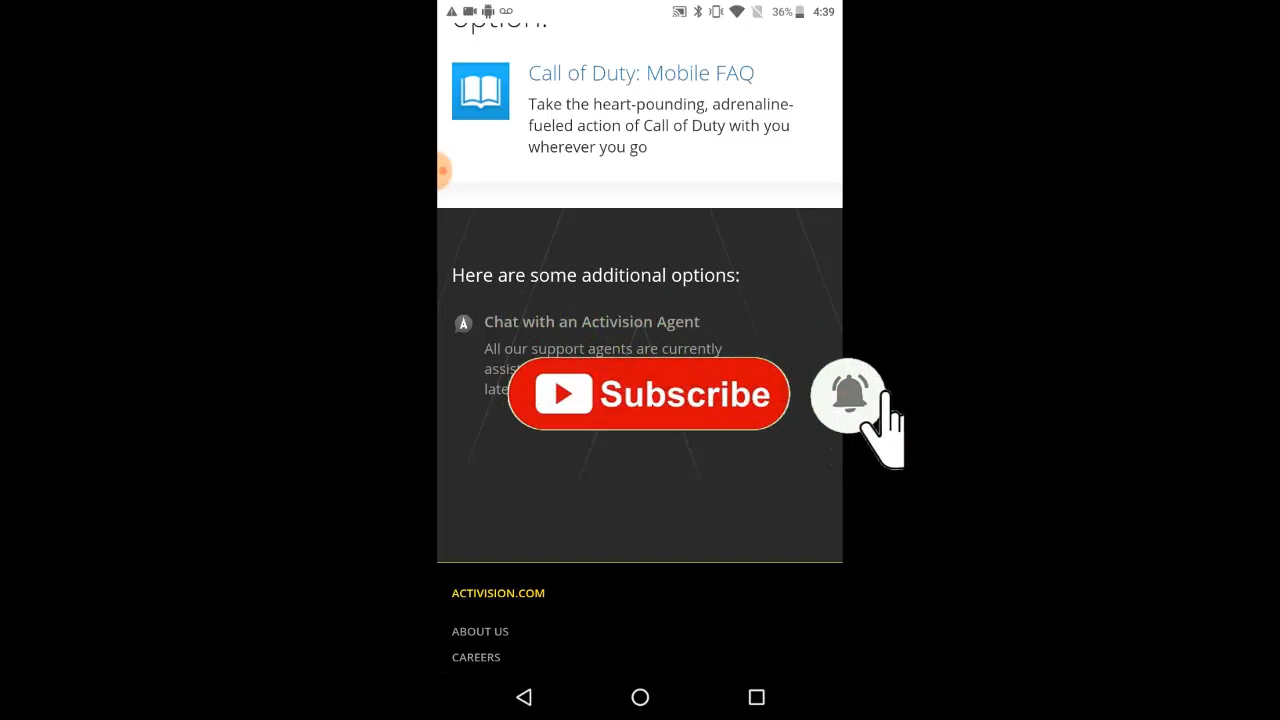 36% 4:39
option:
Call of Duty: Mobile FAQ
Take the heart-pounding, adrenaline-
fueled action of Call of Duty with you
wherever you go
Here are some additional options:
Chat with an Activision Agent
All our support agents are currently
Subscribe
ACTIVISION.COM
ABOUT US
CAREERS